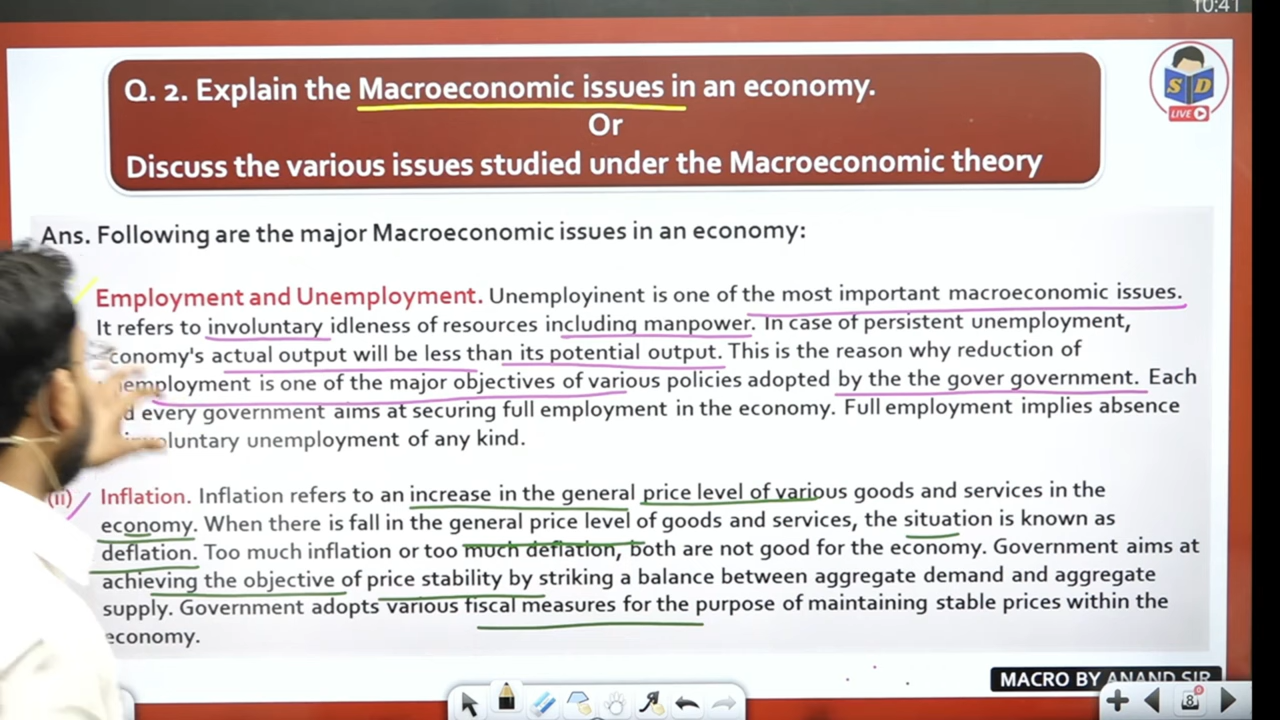 10:41
Q. 2. Explain the Macroeconomic issues in an economy.
Or
Discuss the various issues studied under the Macroeconomic theory
S D
LIVE
Ans. Following are the major Macroeconomic issues in an economy:
Employment and Unemployment. Unemployinent is one of the most important macroeconomic issues.
It refers to involuntary idleness of resources including manpower. In case of persistent unemployment,
conomy's actual output will be less than its potential output. This is the reason why reduction of
employment is one of the major objectives of various policies adopted by the the gover government. Each
d every government aims at securing full employment in the economy. Full employment implies absence
oluntary unemployment of any kind.
(ii) Inflation. Inflation refers to an increase in the general price level of various goods and services in the
economy. When there is fall in the general price level of goods and services, the situation is known as
deflation. Too much inflation or too much deflation, both are not good for the economy. Government aims at
achieving the objective of price stability by striking a balance between aggregate demand and aggregate
supply. Government adopts various fiscal measures for the purpose of maintaining stable prices within the
economy.
MACRO BY ANAND SIR
8